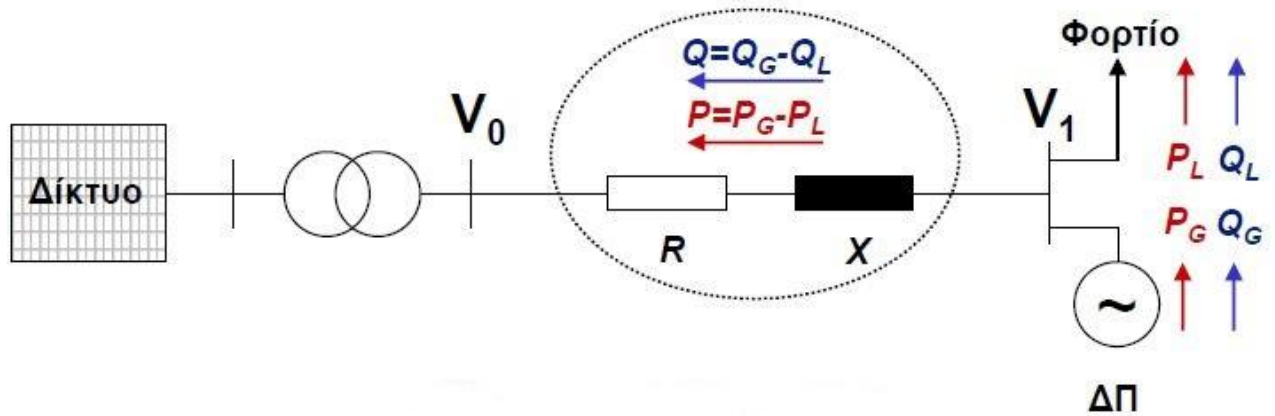 Φορτίο
Q=Q_G-Q_L
P=P_G-P_L
V_0
V_1
Δίκτυο
P_L Q_L
P_G Q_G
R
X
~
ΔΠ